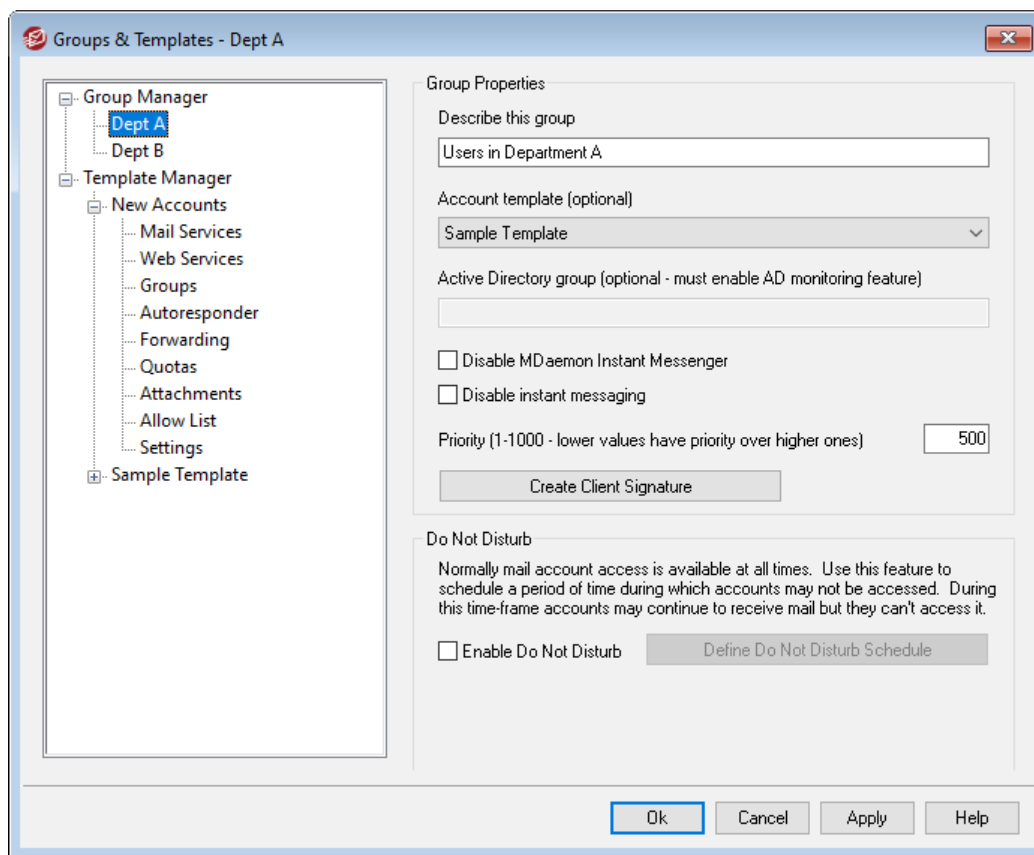 Groups & Templates - Dept A
Group Manager
Dept A
Dept B
Template Manager
New Accounts
Mail Services
Web Services
Groups
Autoresponder
Forwarding
Quotas
Attachments
Allow List
Settings
Sample Template
Group Properties
Describe this group
Users in Department A
Account template (optional)
Sample Template
Active Directory group (optional - must enable AD monitoring feature)
Disable MDaemon Instant Messenger
Disable instant messaging
Priority (1-1000 - lower values have priority over higher ones) 500
Create Client Signature
Do Not Disturb
Normally mail account access is available at all times. Use this feature to
schedule a period of time during which accounts may not be accessed. During
this time-frame accounts may continue to receive mail but they can't access it.
Enable Do Not Disturb Define Do Not Disturb Schedule
Ok Cancel Apply Help